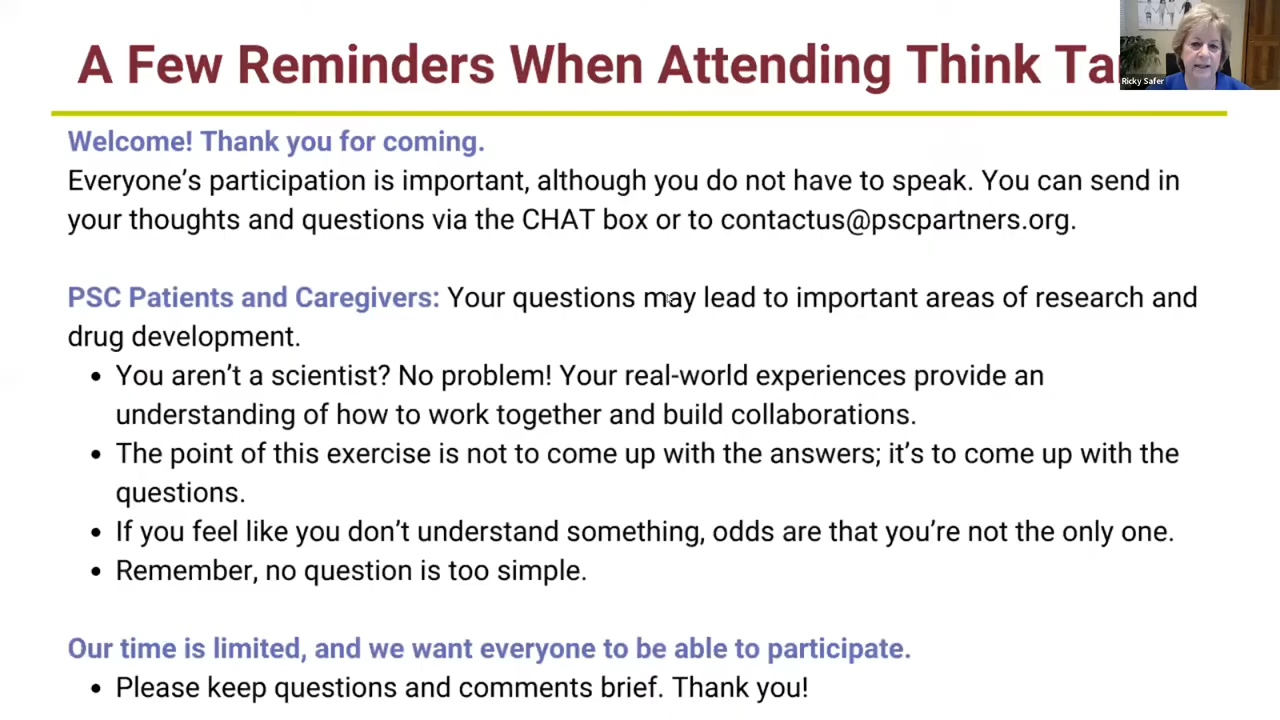 A Few Reminders When Attending Think
Ricky Safer
Welcome! Thank you for coming.
Everyone’s participation is important, although you do not have to speak. You can send in
your thoughts and questions via the CHAT box or to contactus@pscpartners.org.
PSC Patients and Caregivers: Your questions may lead to important areas of research and
drug development.
• You aren’t a scientist? No problem! Your real-world experiences provide an
understanding of how to work together and build collaborations.
• The point of this exercise is not to come up with the answers; it’s to come up with the
questions.
• If you feel like you don’t understand something, odds are that you’re not the only one.
• Remember, no question is too simple.
Our time is limited, and we want everyone to be able to participate.
• Please keep questions and comments brief. Thank you!